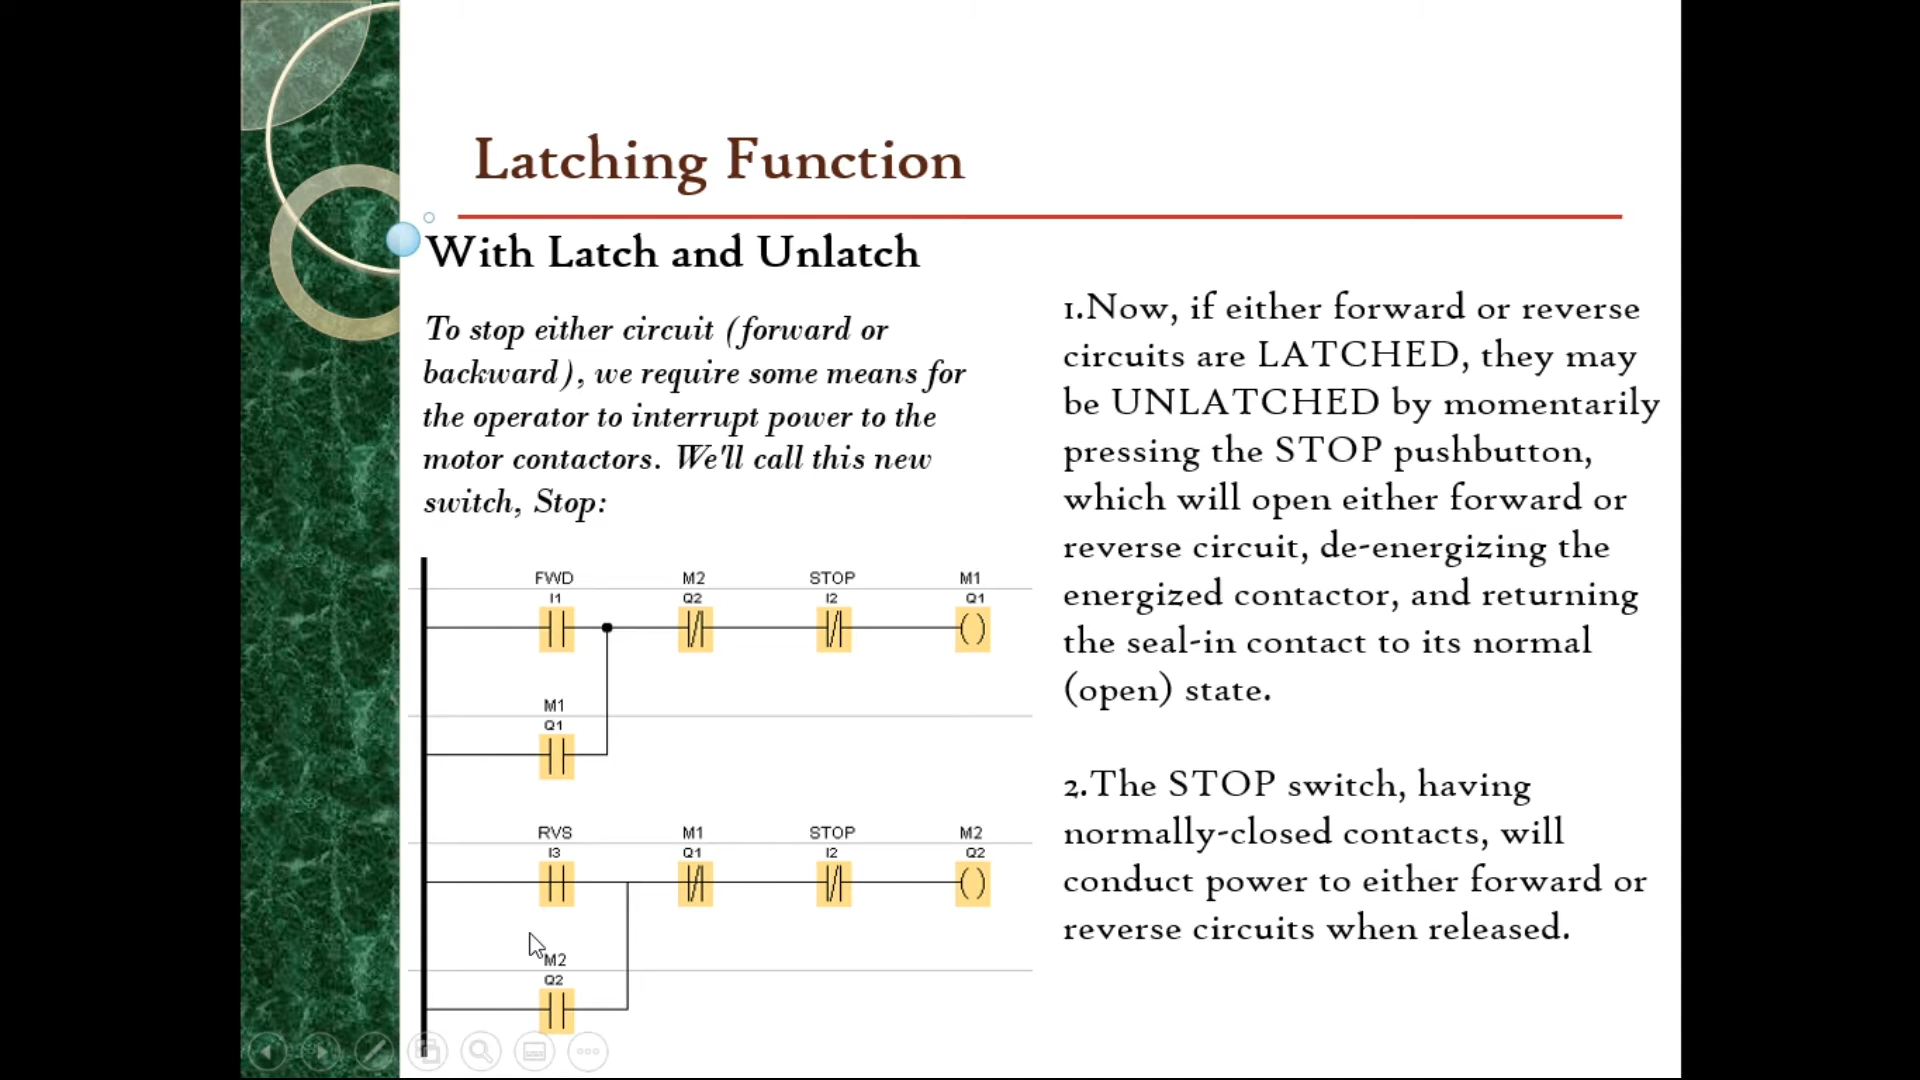 Latching Function
With Latch and Unlatch
To stop either circuit (forward or
backward), we require some means for
the operator to interrupt power to the
motor contactors. We'll call this new
switch, Stop:
FWD M2 STOP M1
I1 Q2 I2 Q1
M1
Q1
RVS M1 STOP M2
I3 Q1 I2 Q2
M2
Q2
1.Now, if either forward or reverse
circuits are LATCHED, they may
be UNLATCHED by momentarily
pressing the STOP pushbutton,
which will open either forward or
reverse circuit, de-energizing the
energized contactor, and returning
the seal-in contact to its normal
(open) state.
2.The STOP switch, having
normally-closed contacts, will
conduct power to either forward or
reverse circuits when released.